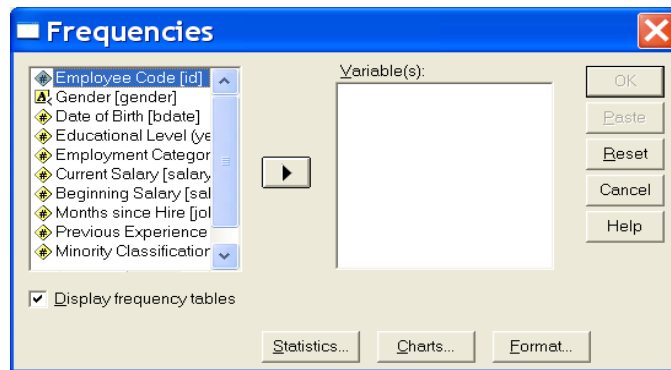 Frequencies
Employee Code [id]
Gender [gender]
Date of Birth [bdate]
Educational Level (ye
Employment Categor
Current Salary [salary
Beginning Salary [sal
Months since Hire [jol
Previous Experience
Minority Classification
Display frequency tables
Variable(s):
OK
Paste
Reset
Cancel
Help
Statistics...
Charts...
Format...